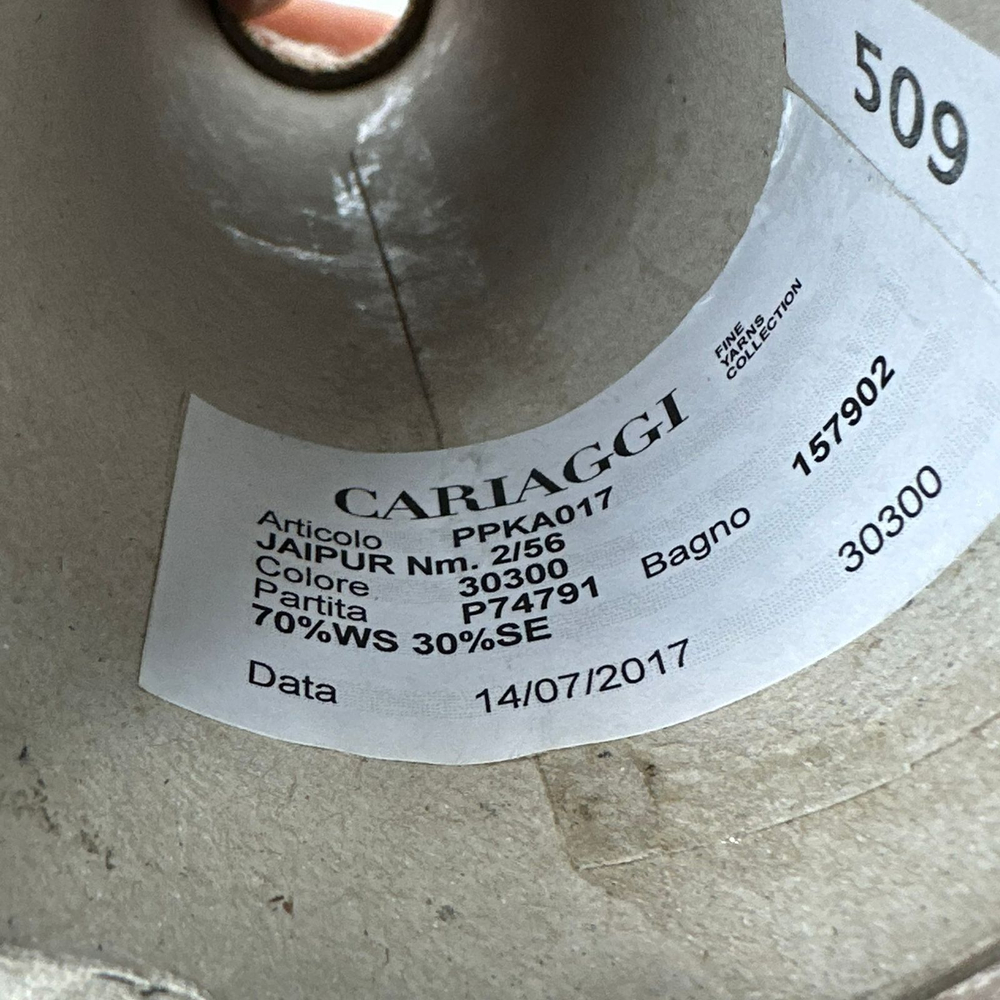 509
FINE
YARNS
COLLECTION
CARIAGGI
Articolo PPKA017
JAIPUR Nm. 2/56
Colore 30300 Bagno 157902
Partita P74791
70%WS 30%SE 30300
Data 14/07/2017